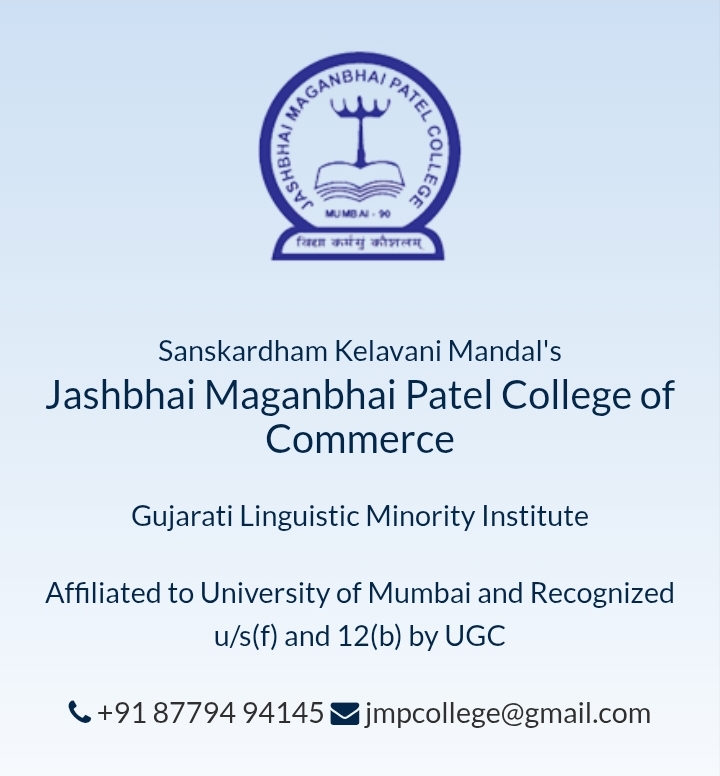 JASHBHAI MAGANBHAI PATEL COLLEGE
MUMBAI - 90
विद्या कर्मसु कौशलम्
Sanskardham Kelavani Mandal's
Jashbhai Maganbhai Patel College of
Commerce
Gujarati Linguistic Minority Institute
Affiliated to University of Mumbai and Recognized
u/s(f) and 12(b) by UGC
+91 87794 94145 jmpcollege@gmail.com